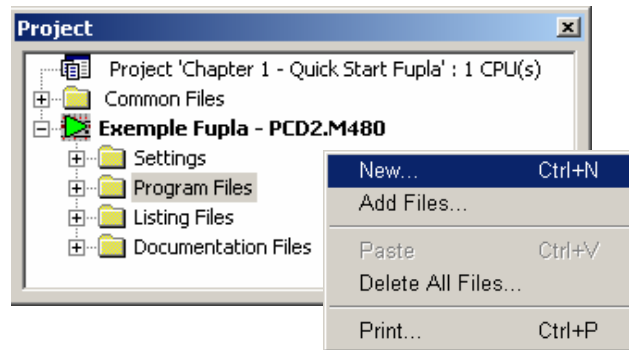 Project
Project 'Chapter 1 - Quick Start Fupla' : 1 CPU(s)
Common Files
Exemple Fupla - PCD2.M480
Settings
Program Files
Listing Files
Documentation Files
New... Ctrl+N
Add Files...
Paste Ctrl+V
Delete All Files...
Print... Ctrl+P